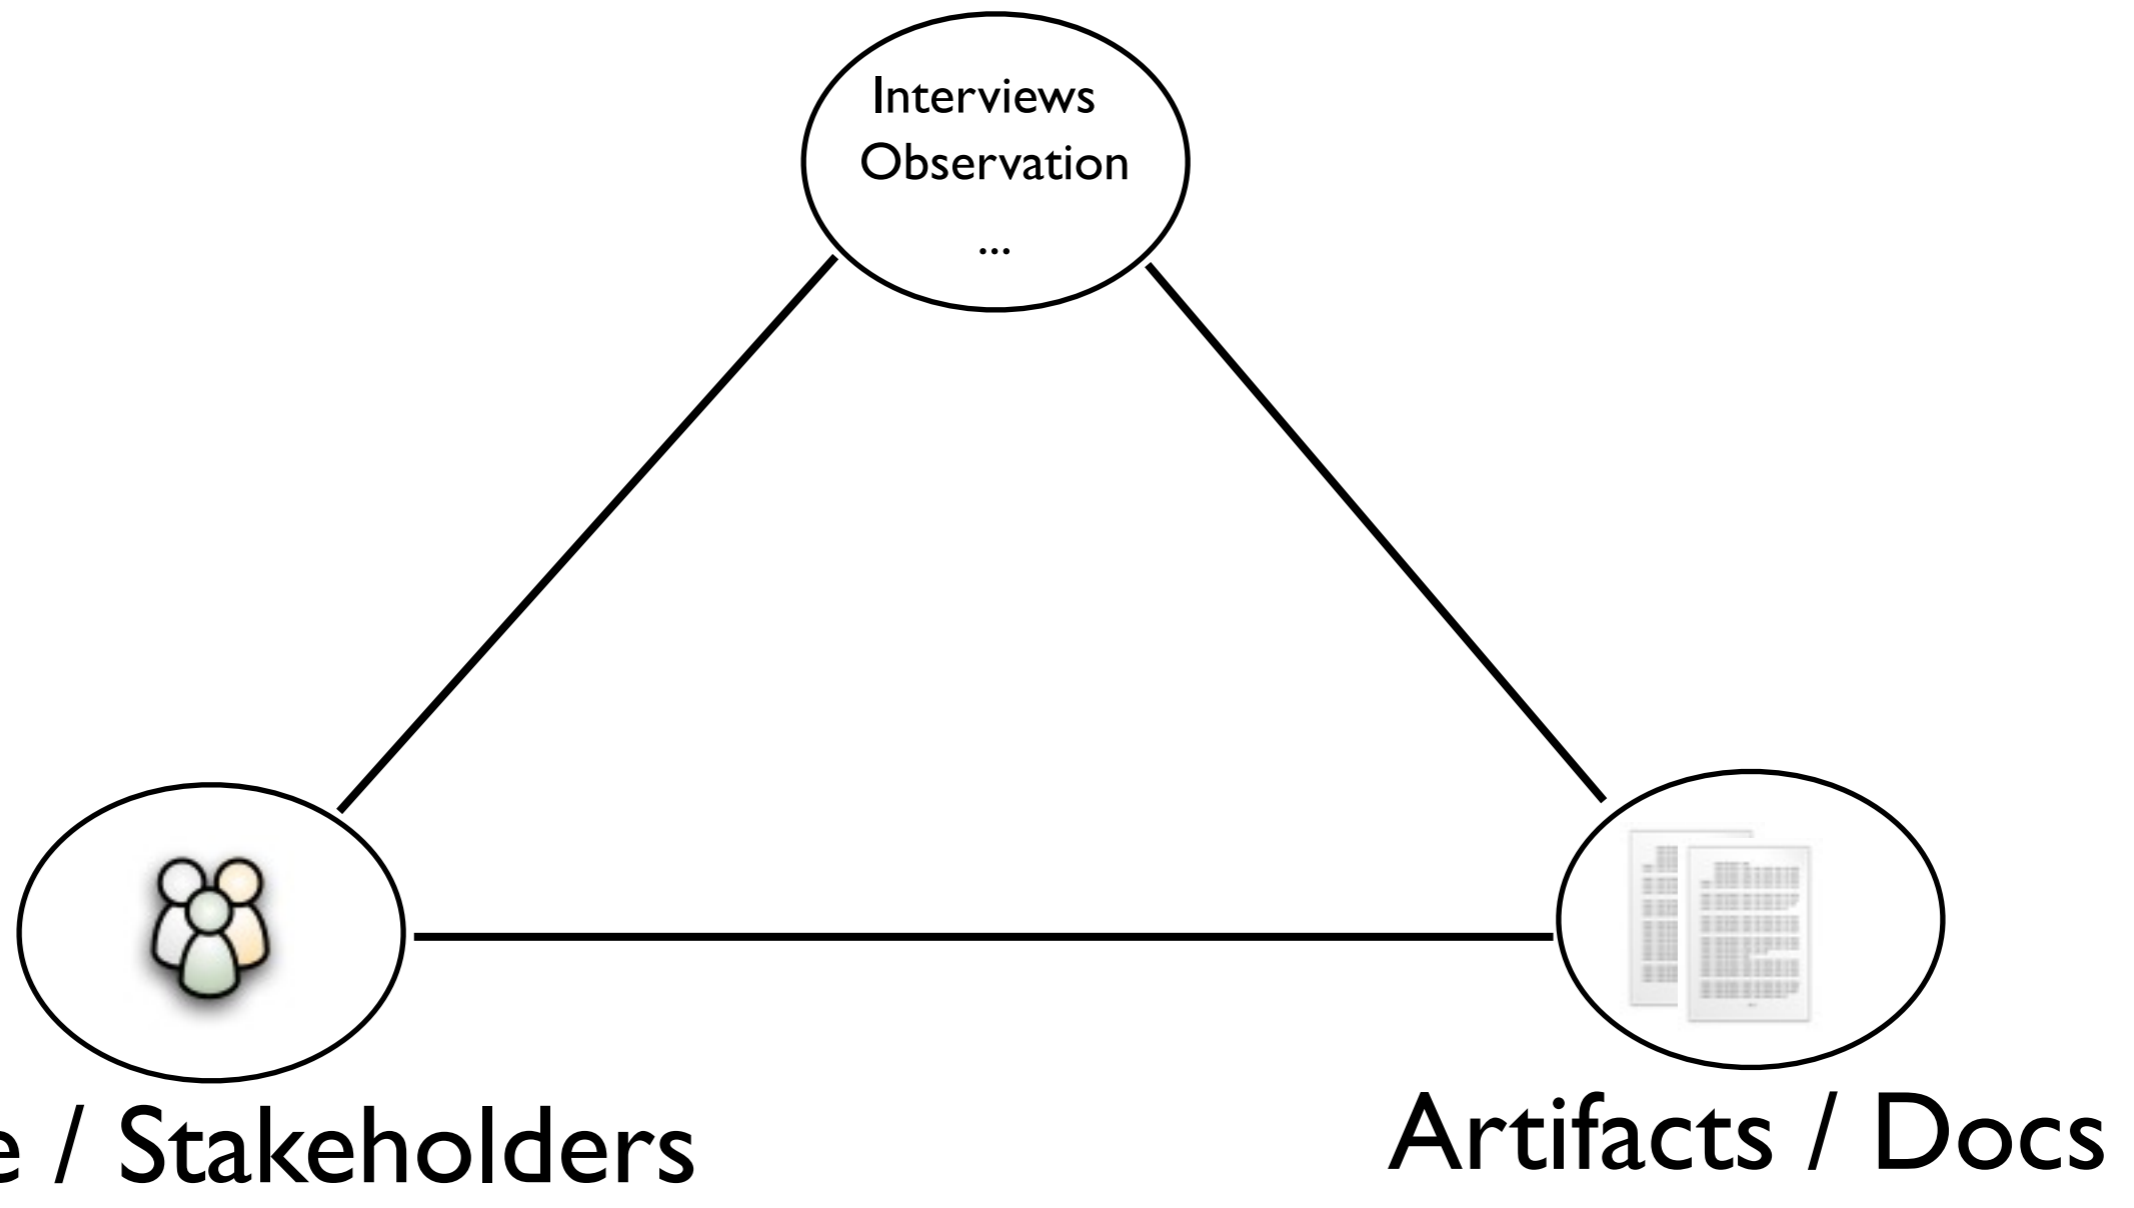 Interviews
Observation
...
e / Stakeholders
Artifacts / Docs